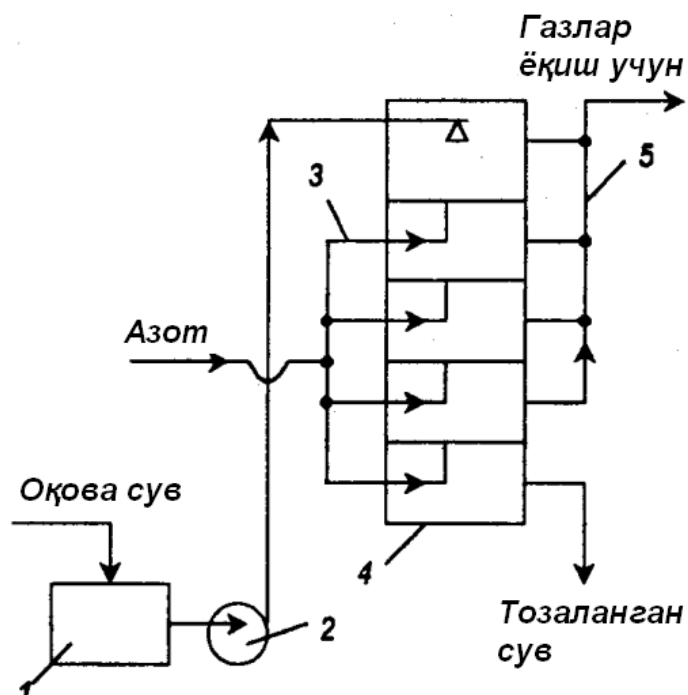 Газлар
ёқиш учун
3
5
Азот
Оқова сув
4
2
Тозаланган
сув
1